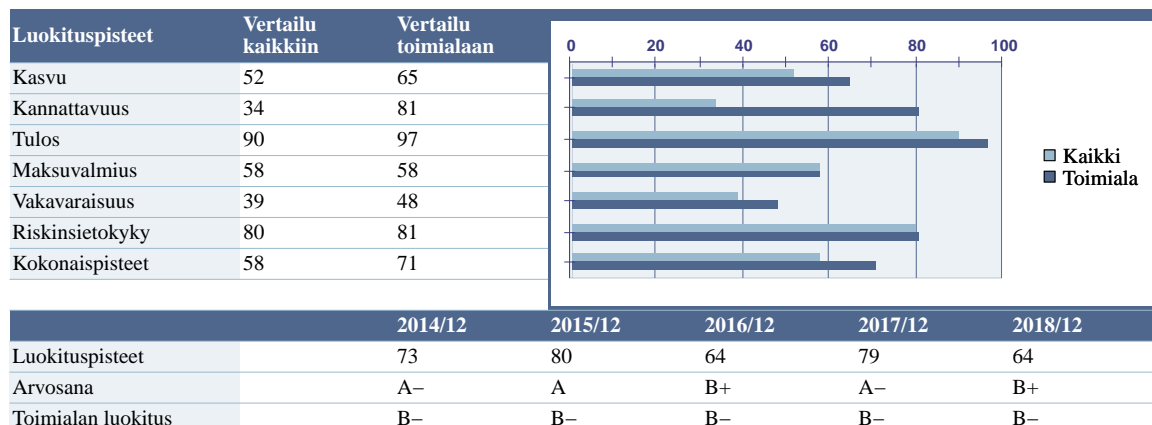 Luokituspisteet Vertailu kaikkiin Vertailu toimialaan
Kasvu 52 65
Kannattavuus 34 81
Tulos 90 97
Maksuvalmius 58 58
Vakavaraisuus 39 48
Riskinsietokyky 80 81
Kokonaispisteet 58 71
0 20 40 60 80 100
Kaikki
Toimiala
2014/12 2015/12 2016/12 2017/12 2018/12
Luokituspisteet 73 80 64 79 64
Arvosana A− A B+ A− B+
Toimialan luokitus B− B− B− B− B−